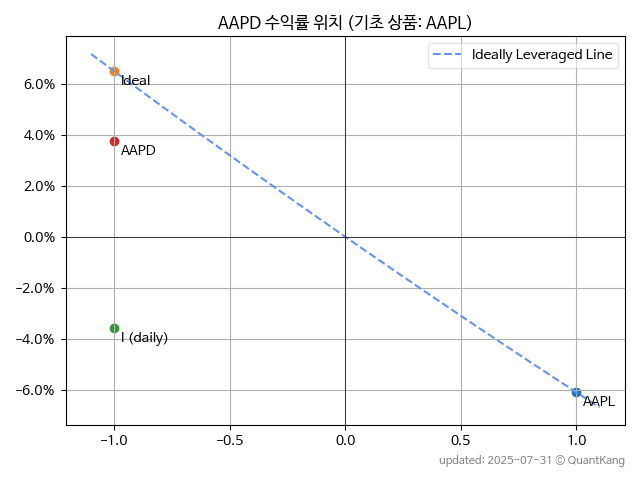 AAPD 수익률 위치 (기초 상품: AAPL)
Ideally Leveraged Line
6.0%
Ideal
4.0%
AAPD
2.0%
0.0%
−2.0%
I (daily)
−4.0%
−6.0%
AAPL
−1.0 −0.5 0.0 0.5 1.0
updated: 2025-07-31 © QuantKang